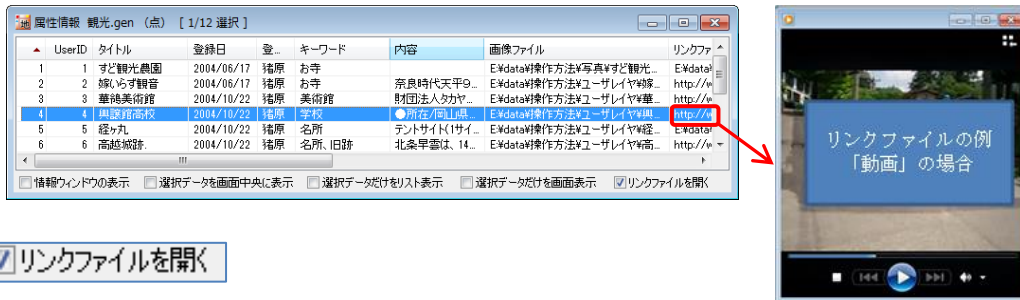 属性情報 観光.gen （点） [ 1/12 選択 ]
UserID タイトル 登録日 登... キーワード 内容 画像ファイル リンクファ
1 1 すど観光農園 2004/06/17 猪原 お寺 E:¥data¥操作方法¥写真¥すど観光... E:¥data¥
2 2 嫁いらず観音 2004/06/17 猪原 お寺 奈良時代天平9... E:¥data¥操作方法¥ユーザレイヤ¥嫁... http://w
3 3 華鴒美術館 2004/10/22 猪原 美術館 財団法人タカヤ... E:¥data¥操作方法¥ユーザレイヤ¥華... http://w
4 4 興譲館高校 2004/10/22 猪原 学校 ●所在/岡山県... E:¥data¥操作方法¥ユーザレイヤ¥興... http://w
5 5 経ヶ丸 2004/10/22 猪原 名所 テントサイト(1サイ... E:¥data¥操作方法¥ユーザレイヤ¥経... E:¥data¥
6 6 高越城跡. 2004/10/22 猪原 名所、旧跡 北条早雲は、14... E:¥data¥操作方法¥ユーザレイヤ¥高... http://w
情報ウィンドウの表示 選択データを画面中央に表示 選択データだけをリスト表示 選択データだけを画面表示 リンクファイルを開く
リンクファイルを開く
リンクファイルの例
「動画」の場合